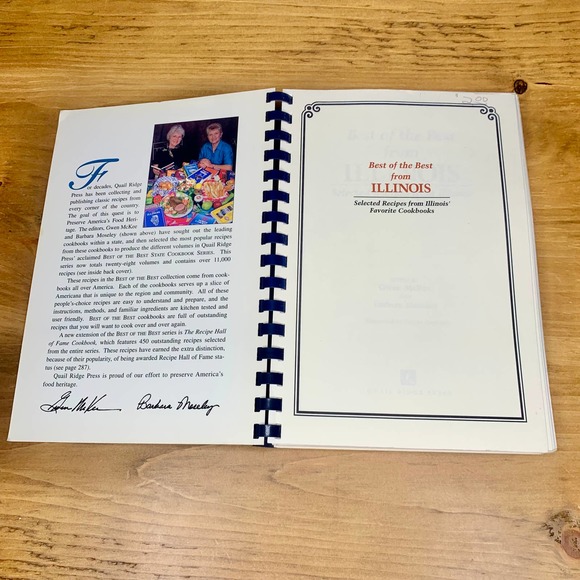 For decades, Quail Ridge
Press has been collecting and
publishing classic recipes from
every corner of the country.
The goal of this quest is to
Preserve America's Food Heri-
tage. The editors, Gwen McKee
and Barbara Moseley (shown above) have sought out the leading
cookbooks within a state, and then selected the most popular recipes
from these cookbooks to produce the different volumes in Quail Ridge
Press' acclaimed BEST OF THE BEST STATE COOKBOOK SERIES. This
series now totals twenty-eight volumes and contains over 11,000
recipes (see inside back cover).
These recipes in the BEST OF THE BEST collection come from cook-
books all over America. Each of the cookbooks serves up a slice of
Americana that is unique to the region and community. All of these
people's-choice recipes are easy to understand and prepare, and the
instructions, methods, and familiar ingredients are kitchen tested and
user friendly. BEST OF THE BEST cookbooks are full of outstanding
recipes that you will want to cook over and over again.
A new extension of the BEST OF THE BEST series is The Recipe Hall
of Fame Cookbook, which features 450 outstanding recipes selected
from the entire series. These recipes have earned the extra distinction,
because of their popularity, of being awarded Recipe Hall of Fame sta-
tus (see page 287).
Quail Ridge Press is proud of our effort to preserve America's
food heritage.
Gwen McKee Barbara Moseley
Best of the Best
from
ILLINOIS
Selected Recipes from Illinois'
Favorite Cookbooks